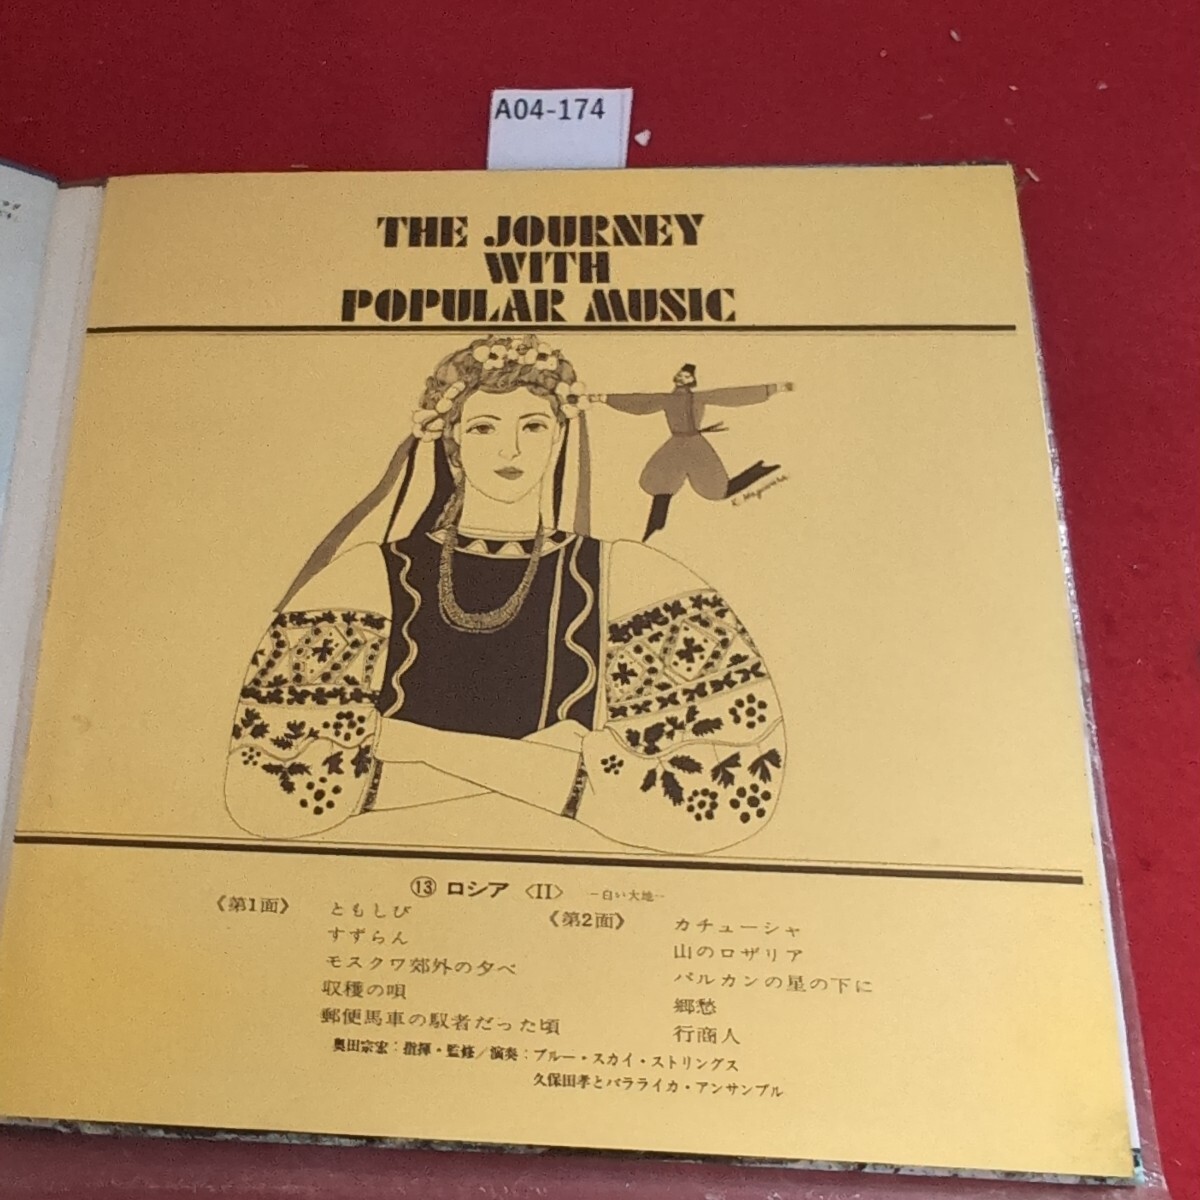 A04-174
THE JOURNEY
WITH
POPULAR MUSIC
⑬ ロシア 〈II〉 −白い大地−
《第1面》
ともしび
すずらん
モスクワ郊外の夕べ
収穫の唄
郵便馬車の馭者だった頃
《第2面》
カチューシャ
山のロザリア
バルカンの星の下に
郷愁
行商人
奥田宗宏:指揮・監修/演奏:ブルー・スカイ・ストリングス
久保田孝とバラライカ・アンサンブル